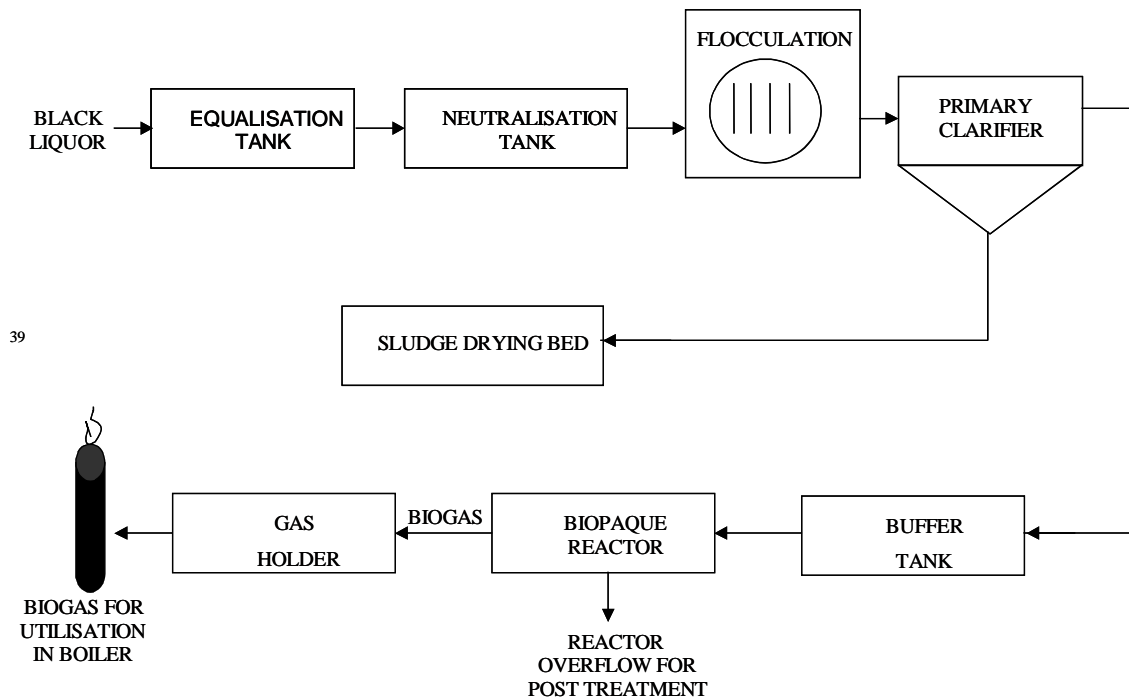 FLOCCULATION
BLACK
LIQUOR
EQUALISATION
TANK
NEUTRALISATION
TANK
PRIMARY
CLARIFIER
39
SLUDGE DRYING BED
GAS
HOLDER
BIOGAS
BIOPAQUE
REACTOR
BUFFER
TANK
BIOGAS FOR
UTILISATION
IN BOILER
REACTOR
OVERFLOW FOR
POST TREATMENT